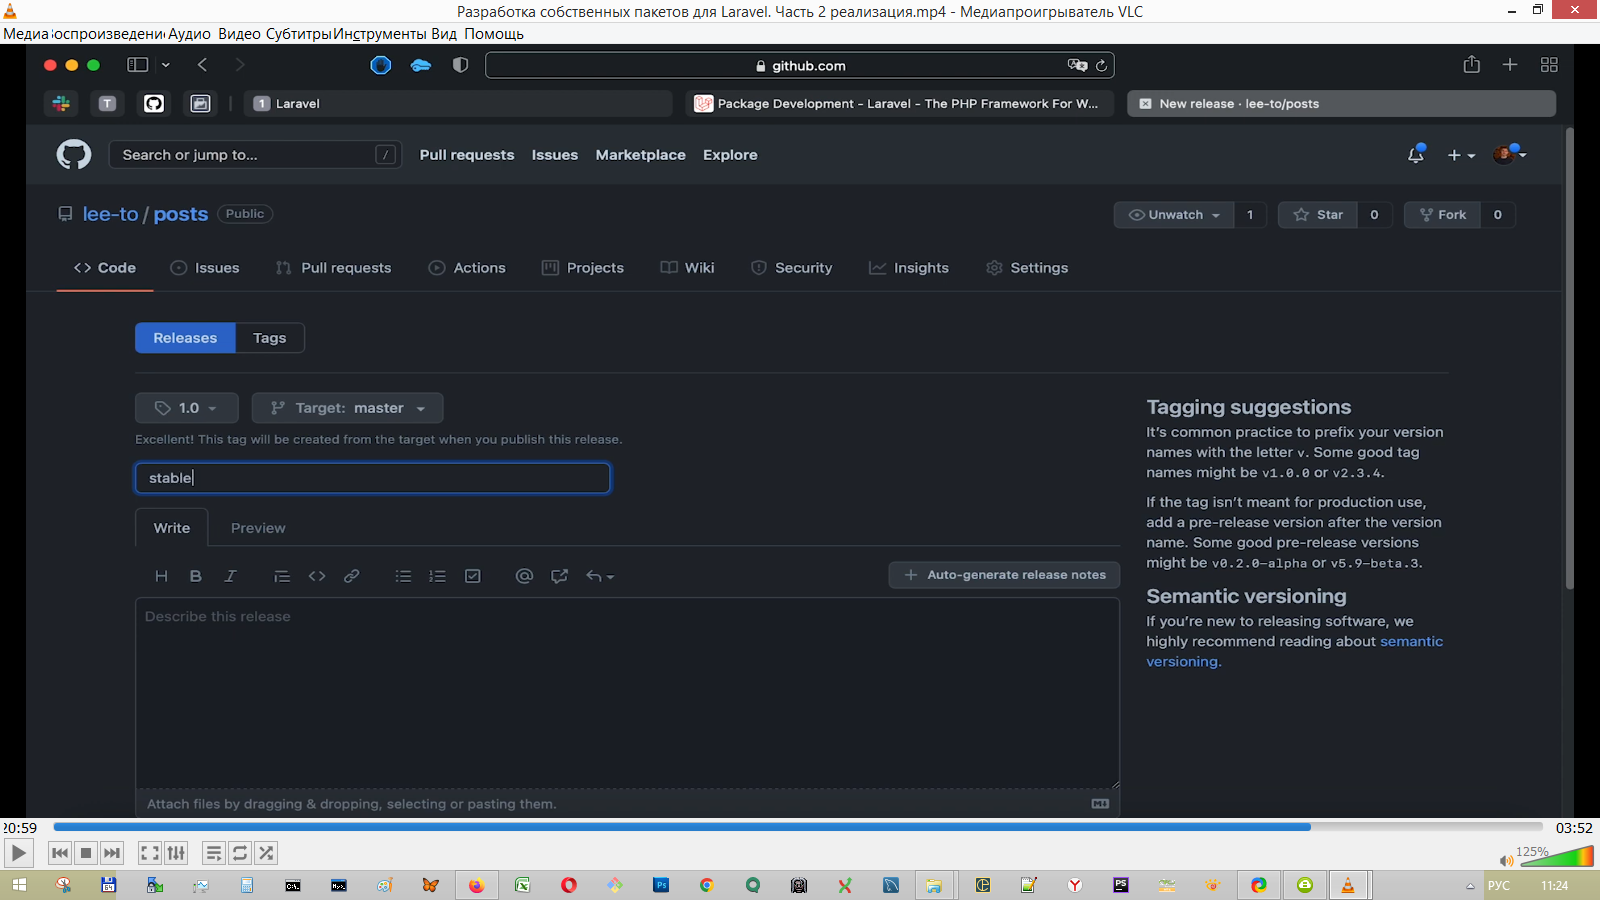 Разработка собственных пакетов для Laravel. Часть 2 реализация.mp4 - Медиапроигрыватель VLC
Медиа Воспроизведени Аудио Видео Субтитры Инструменты Вид Помощь
github.com
T
1 Laravel
Package Development - Laravel - The PHP Framework For W...
New release · lee-to/posts
Search or jump to... /
Pull requests Issues Marketplace Explore
lee-to / posts Public
Unwatch 1 Star 0 Fork 0
Code Issues Pull requests Actions Projects Wiki Security Insights Settings
Releases Tags
1.0 Target: master
Excellent! This tag will be created from the target when you publish this release.
stable
Write Preview
Auto-generate release notes
Describe this release
Attach files by dragging & dropping, selecting or pasting them.
Tagging suggestions
It's common practice to prefix your version
names with the letter v. Some good tag
names might be v1.0.0 or v2.3.4.
If the tag isn't meant for production use,
add a pre-release version after the version
name. Some good pre-release versions
might be v0.2.0-alpha or v5.9-beta.3.
Semantic versioning
If you're new to releasing software, we
highly recommend reading about semantic
versioning.
20:59 03:52
125%
РУС 11:24